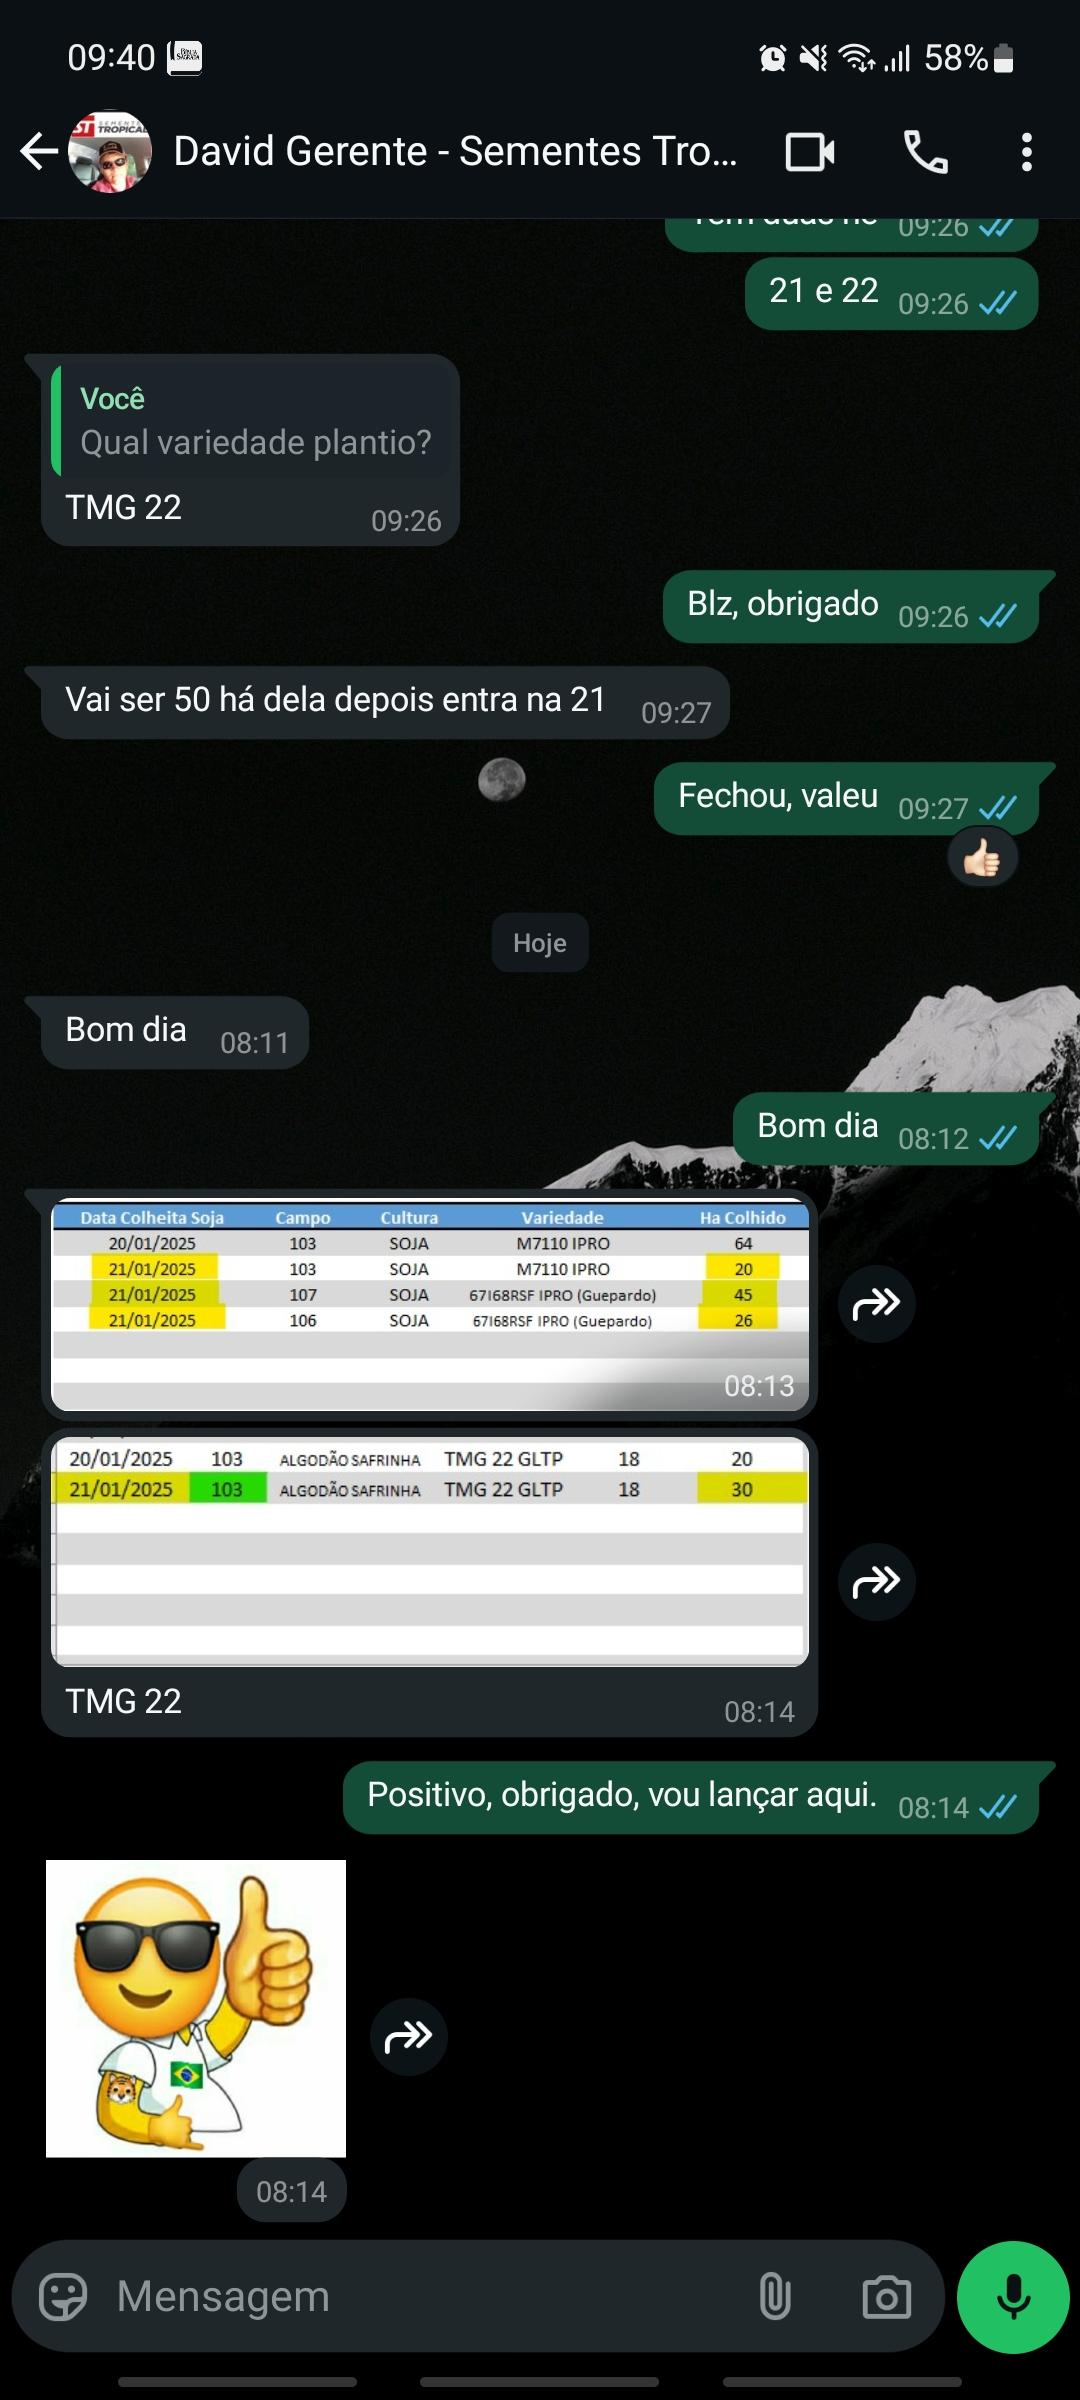 09:40
58%
ST SEMENTES
TROPICAL
David Gerente - Sementes Tro...
09:26
21 e 22 09:26
Você
Qual variedade plantio?
TMG 22 09:26
Blz, obrigado 09:26
Vai ser 50 há dela depois entra na 21 09:27
Fechou, valeu 09:27
Hoje
Bom dia 08:11
Bom dia 08:12
Data Colheita Soja Campo Cultura Variedade Ha Colhido
20/01/2025 103 SOJA M7110 IPRO 64
21/01/2025 103 SOJA M7110 IPRO 20
21/01/2025 107 SOJA 67I68RSF IPRO (Guepardo) 45
21/01/2025 106 SOJA 67I68RSF IPRO (Guepardo) 26
08:13
20/01/2025 103 ALGODÃO SAFRINHA TMG 22 GLTP 18 20
21/01/2025 103 ALGODÃO SAFRINHA TMG 22 GLTP 18 30
TMG 22 08:14
Positivo, obrigado, vou lançar aqui. 08:14
08:14
Mensagem